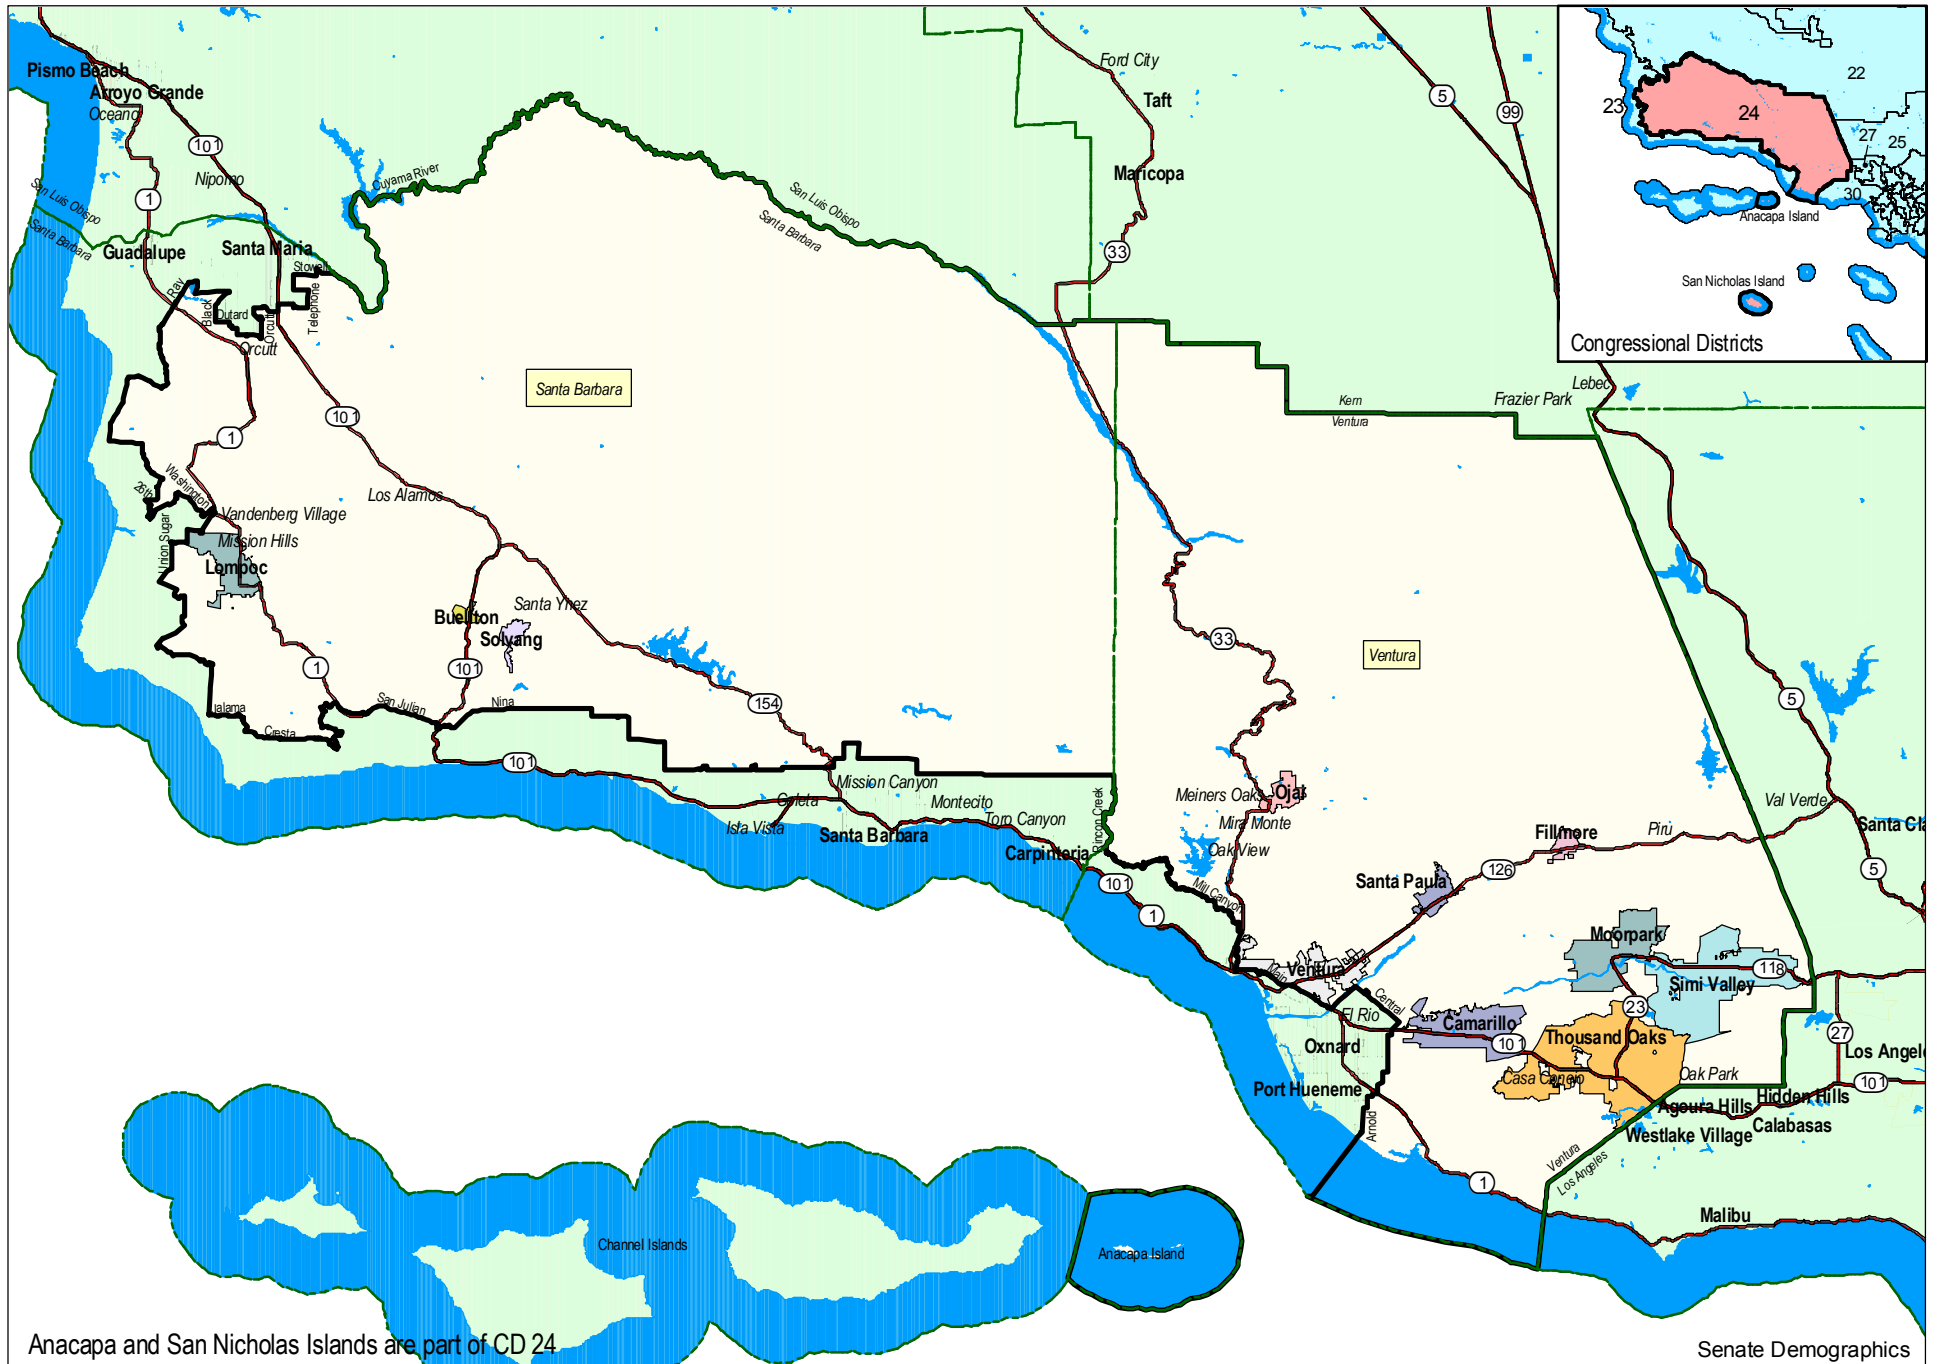 Pismo Beach
Arroyo Grande
Oceano
101
Nipomo
1
San Luis Obispo
Santa Barbara
Guadalupe
Santa Maria
Stowell
Ray
Black
Dutard
Orcutt
Telephone
Orcutt
Cuyama River
San Luis Obispo
Santa Barbara
Ford City
Taft
Maricopa
33
5
99
22
23
24
27
25
30
Anacapa Island
San Nicholas Island
Congressional Districts
Lebec
Frazier Park
Kern
Ventura
Santa Barbara
101
1
Los Alamos
Washington
26th
Vandenberg Village
Union Sugar
Mission Hills
Lompoc
Buellton
Santa Ynez
Solvang
33
Ventura
1
101
San Julian
Nina
154
5
Jalama
Cresta
101
Mission Canyon
Goleta
Montecito
Isla Vista
Santa Barbara
Toro Canyon
Carpinteria
Rincon Creek
Meiners Oaks
Ojai
Mira Monte
Oak View
Val Verde
Fillmore
Piru
Santa Cla
126
5
Santa Paula
101
1
Mill Canyon
Moorpark
118
Simi Valley
Main
Ventura
Central
El Rio
23
Camarillo
101
Thousand Oaks
27
Los Angel
Oxnard
Casa Conejo
Oak Park
101
Port Hueneme
Arnold
Agoura Hills
Hidden Hills
Calabasas
Westlake Village
Ventura
Los Angeles
1
Malibu
Channel Islands
Anacapa Island
Anacapa and San Nicholas Islands are part of CD 24
Senate Demographics